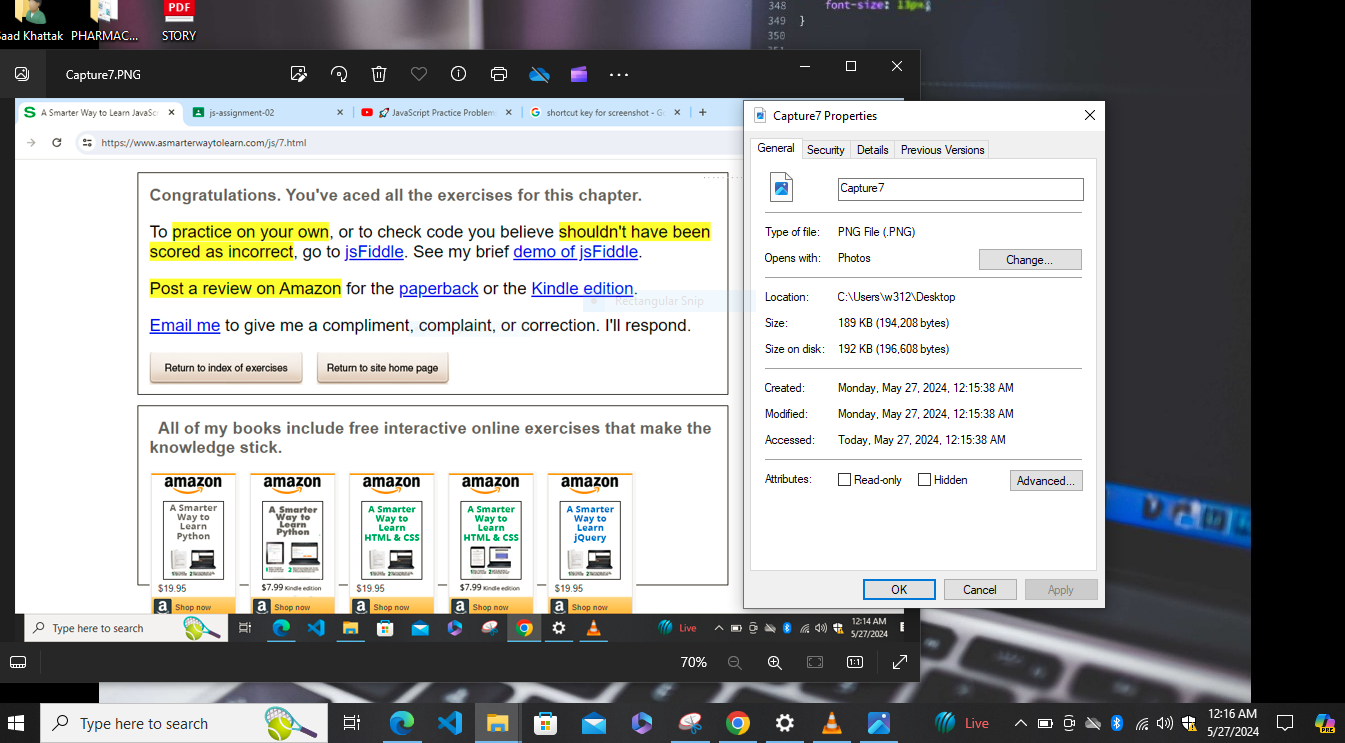 348 font-size: 13px;
349 }
350
Saad Khattak PHARMAC... STORY
PDF
Capture7.PNG
A Smarter Way to Learn JavaSc
js-assignment-02
JavaScript Practice Problem
shortcut key for screenshot - G
https://www.asmarterwaytolearn.com/js/7.html
Congratulations. You've aced all the exercises for this chapter.
To practice on your own, or to check code you believe shouldn't have been
scored as incorrect, go to jsFiddle. See my brief demo of jsFiddle.
Post a review on Amazon for the paperback or the Kindle edition.
Rectangular Snip
Email me to give me a compliment, complaint, or correction. I'll respond.
Return to index of exercises
Return to site home page
All of my books include free interactive online exercises that make the
knowledge stick.
amazon
A Smarter
Way to
Learn
Python
$19.95
Shop now
amazon
A Smarter
Way to
Learn
Python
$7.99 Kindle edition
Shop now
amazon
A Smarter
Way to
Learn
HTML & CSS
$19.95
Shop now
amazon
A Smarter
Way to
Learn
HTML & CSS
$7.99 Kindle edition
Shop now
amazon
A Smarter
Way to
Learn
jQuery
$19.95
Shop now
Type here to search
Live
12:14 AM
5/27/2024
70%
1:1
Capture7 Properties
General Security Details Previous Versions
Capture7
Type of file: PNG File (.PNG)
Opens with: Photos
Change...
Location: C:\Users\w312\Desktop
Size: 189 KB (194,208 bytes)
Size on disk: 192 KB (196,608 bytes)
Created: Monday, May 27, 2024, 12:15:38 AM
Modified: Monday, May 27, 2024, 12:15:38 AM
Accessed: Today, May 27, 2024, 12:15:38 AM
Attributes: Read-only Hidden
Advanced...
OK Cancel Apply
Type here to search
Live
12:16 AM
5/27/2024
PRE